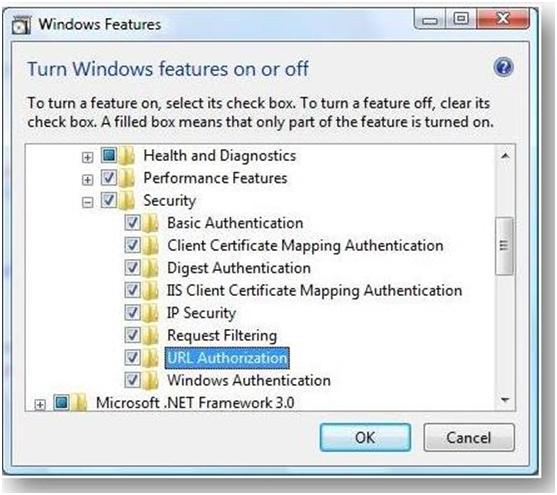 Windows Features
Turn Windows features on or off
To turn a feature on, select its check box. To turn a feature off, clear its
check box. A filled box means that only part of the feature is turned on.
Health and Diagnostics
Performance Features
Security
Basic Authentication
Client Certificate Mapping Authentication
Digest Authentication
IIS Client Certificate Mapping Authentication
IP Security
Request Filtering
URL Authorization
Windows Authentication
Microsoft .NET Framework 3.0
OK Cancel